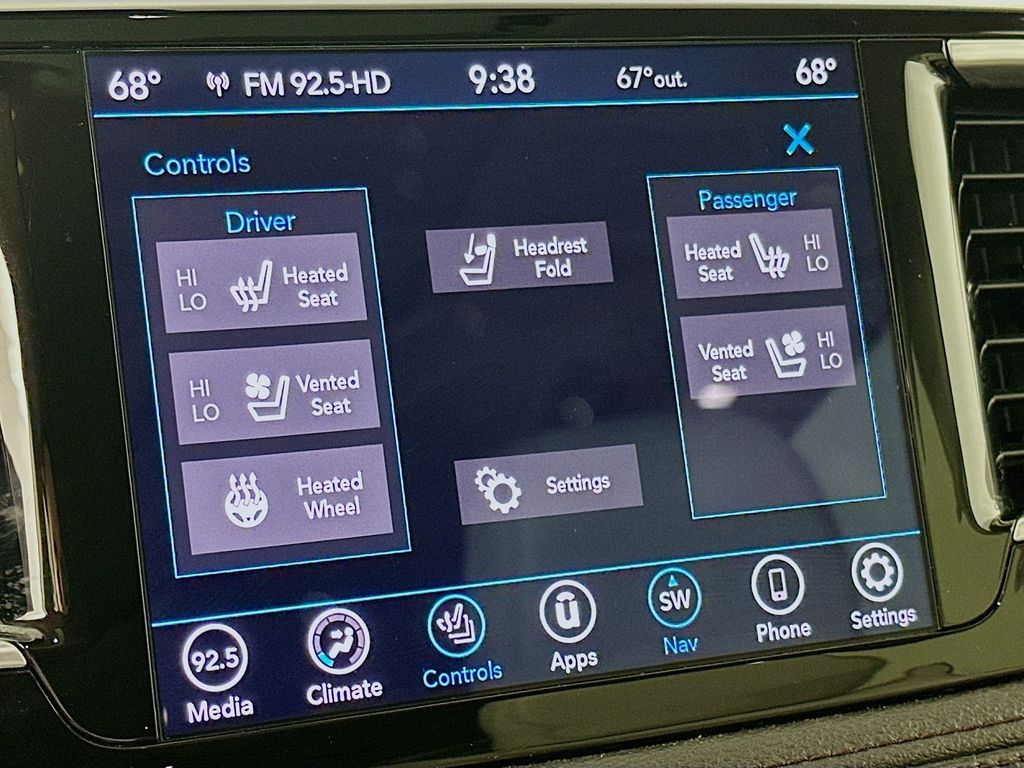 68° FM 92.5-HD 9:38 67°out. 68°
Controls
Driver
HI
LO
Heated
Seat
HI
LO
Vented
Seat
Heated
Wheel
Headrest
Fold
Settings
Passenger
Heated
Seat
HI
LO
Vented
Seat
HI
LO
92.5
Media
Climate
Controls
Apps
SW
Nav
Phone
Settings